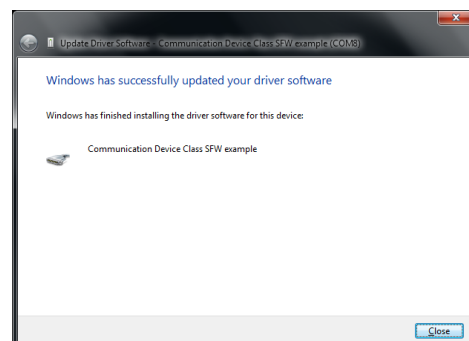 Update Driver Software - Communication Device Class SFW example (COM8)
Windows has successfully updated your driver software
Windows has finished installing the driver software for this device:
Communication Device Class SFW example
Close